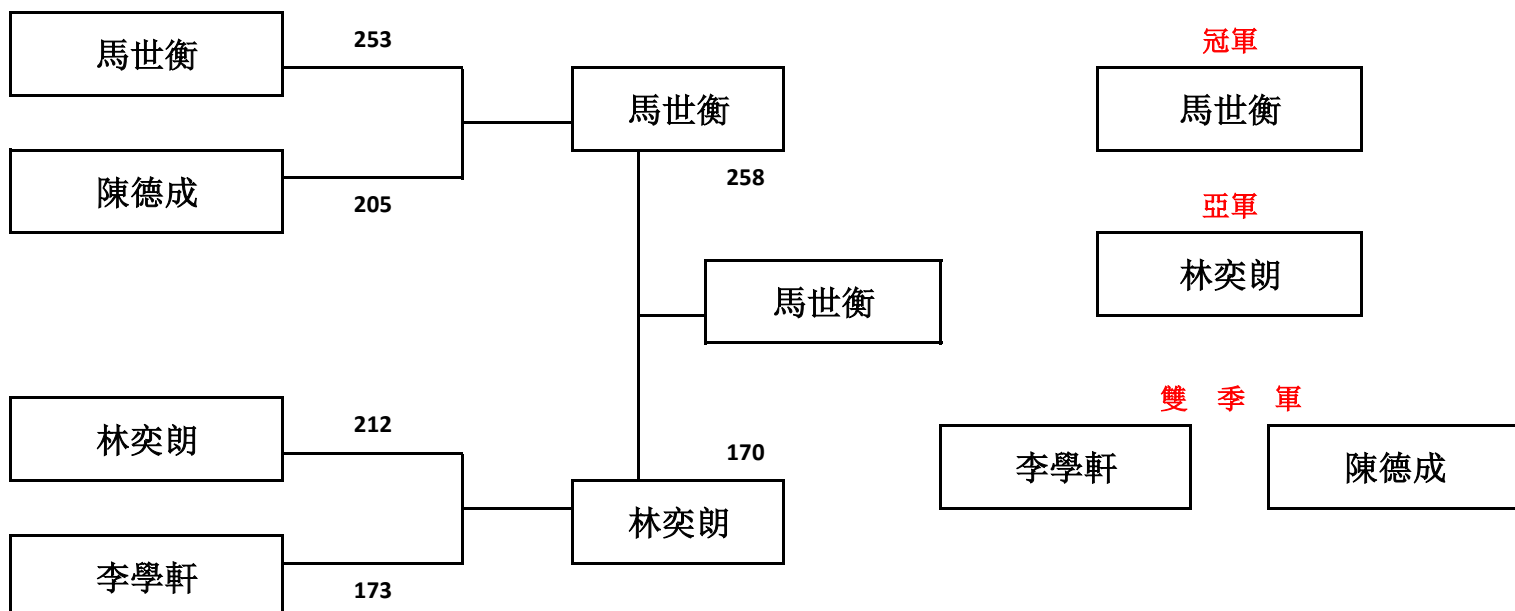 馬世衡
253
陳德成
205
馬世衡
258
馬世衡
林奕朗
212
李學軒
173
170
林奕朗
冠軍
馬世衡
亞軍
林奕朗
雙 季 軍
李學軒
陳德成